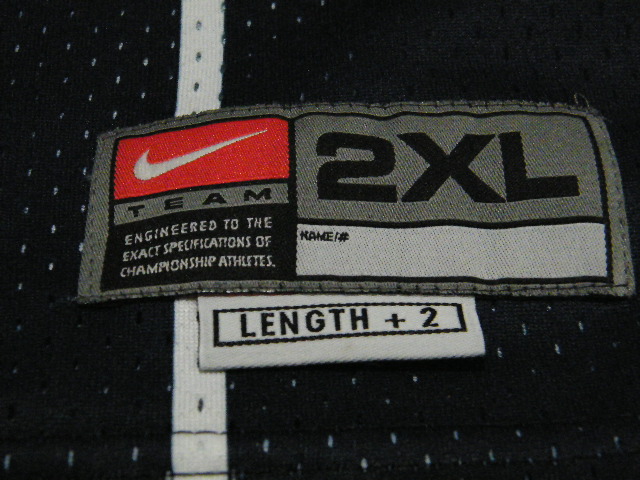 TEAM
2XL
ENGINEERED TO THE
EXACT SPECIFICATIONS OF
CHAMPIONSHIP ATHLETES.
NAME/#
LENGTH + 2